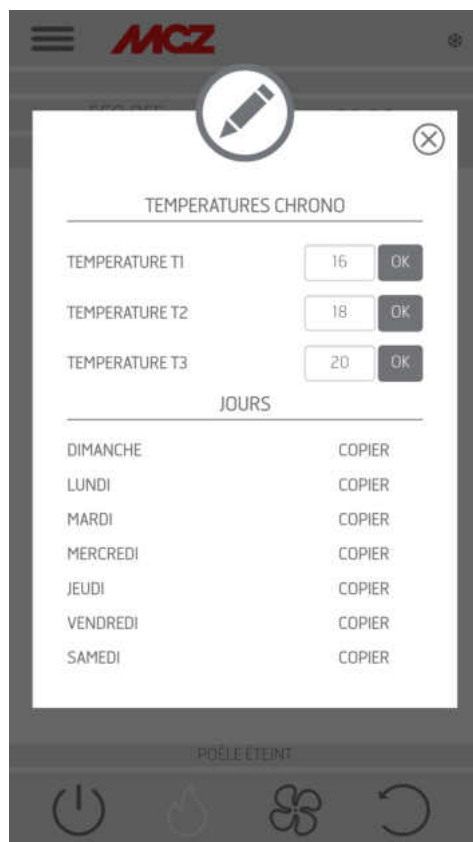 MCZ
TEMPERATURES CHRONO
TEMPERATURE T1 16 OK
TEMPERATURE T2 18 OK
TEMPERATURE T3 20 OK
JOURS
DIMANCHE COPIER
LUNDI COPIER
MARDI COPIER
MERCREDI COPIER
JEUDI COPIER
VENDREDI COPIER
SAMEDI COPIER
POÊLE ÉTEINT